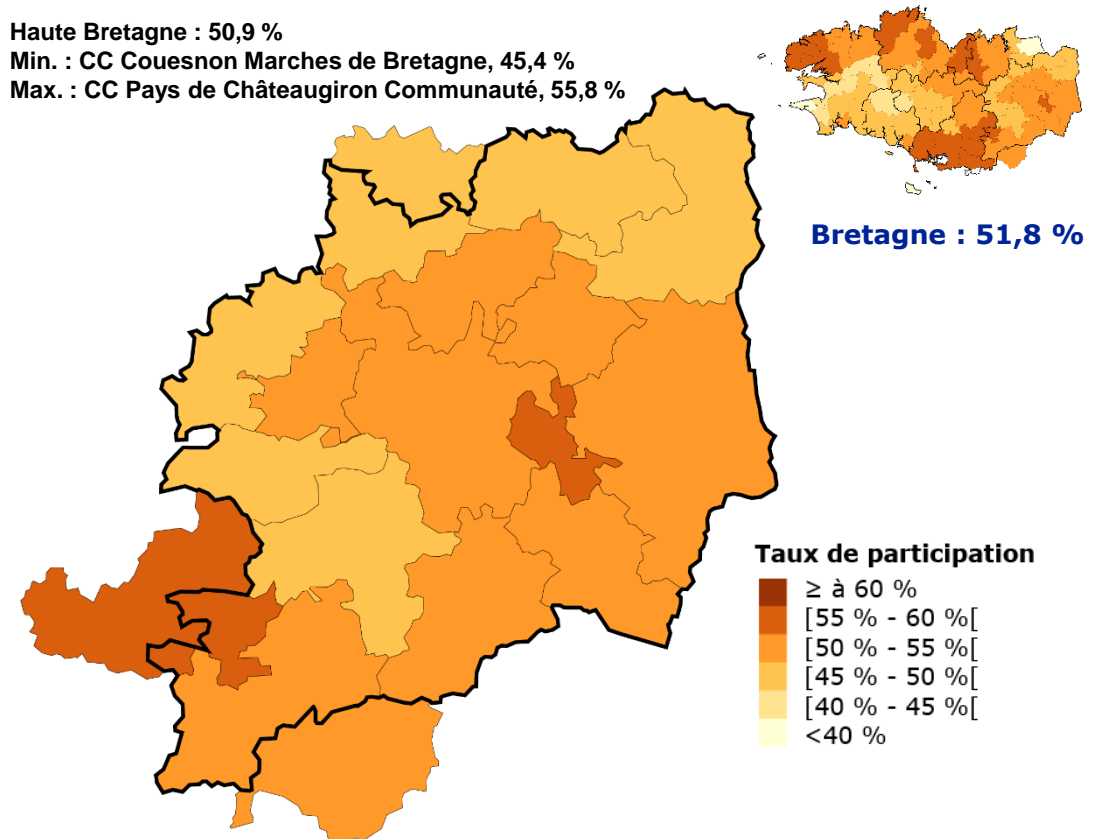 Haute Bretagne : 50,9 %
Min. : CC Couesnon Marches de Bretagne, 45,4 %
Max. : CC Pays de Châteaugiron Communauté, 55,8 %
Bretagne : 51,8 %
Taux de participation
≥ à 60 %
[55 % - 60 %[
[50 % - 55 %[
[45 % - 50 %[
[40 % - 45 %[
<40 %